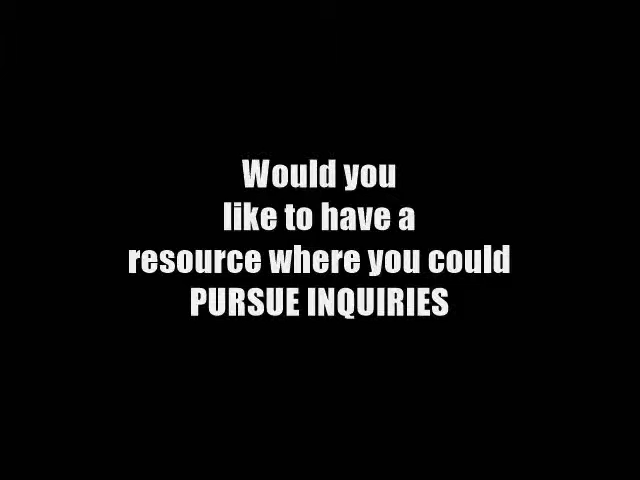 Would you
like to have a
resource where you could
PURSUE INQUIRIES